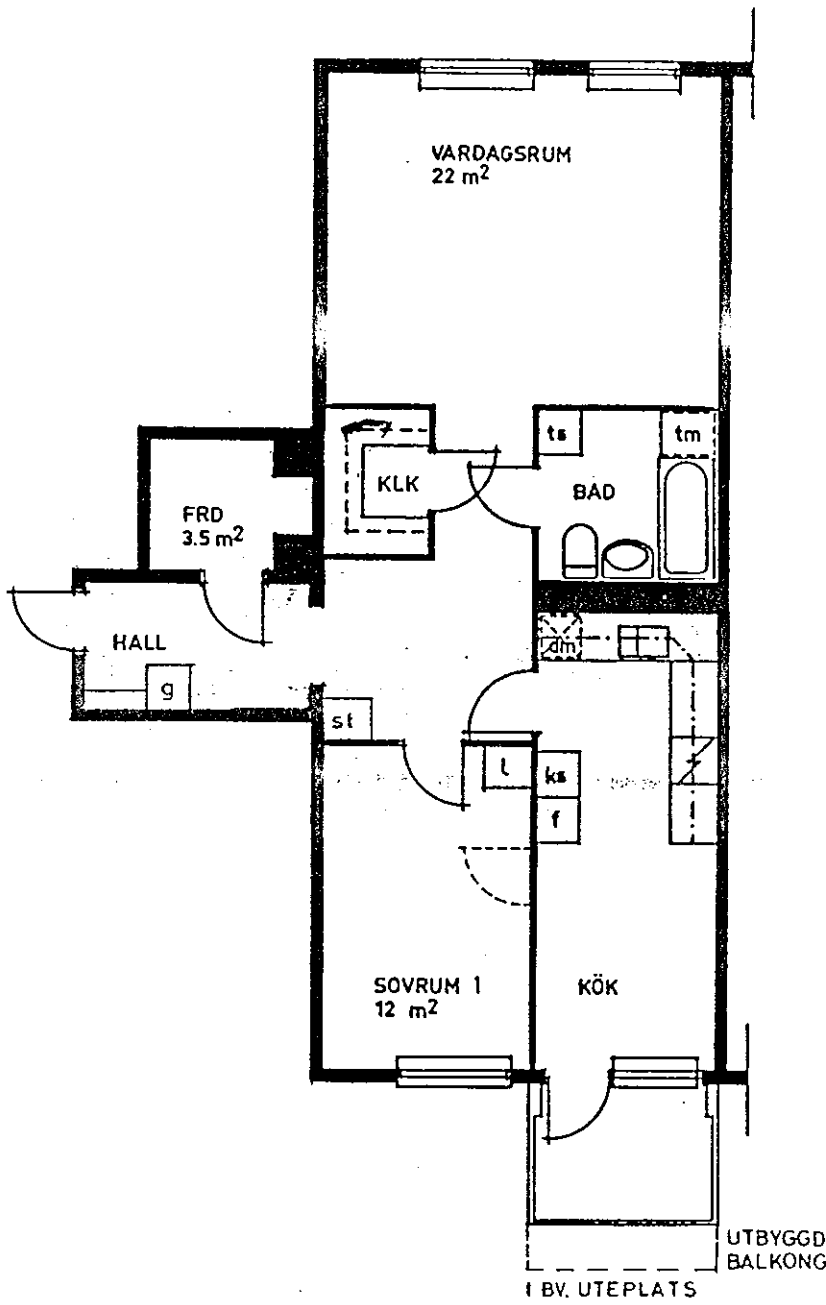 VARDAGSRUM
22 m²
ts
tm
KLK
BAD
FRD
3.5 m²
HALL
g
dm
st
l
ks
f
SOVRUM 1
12 m²
KÖK
UTBYGGD
BALKONG
I BV. UTEPLATS